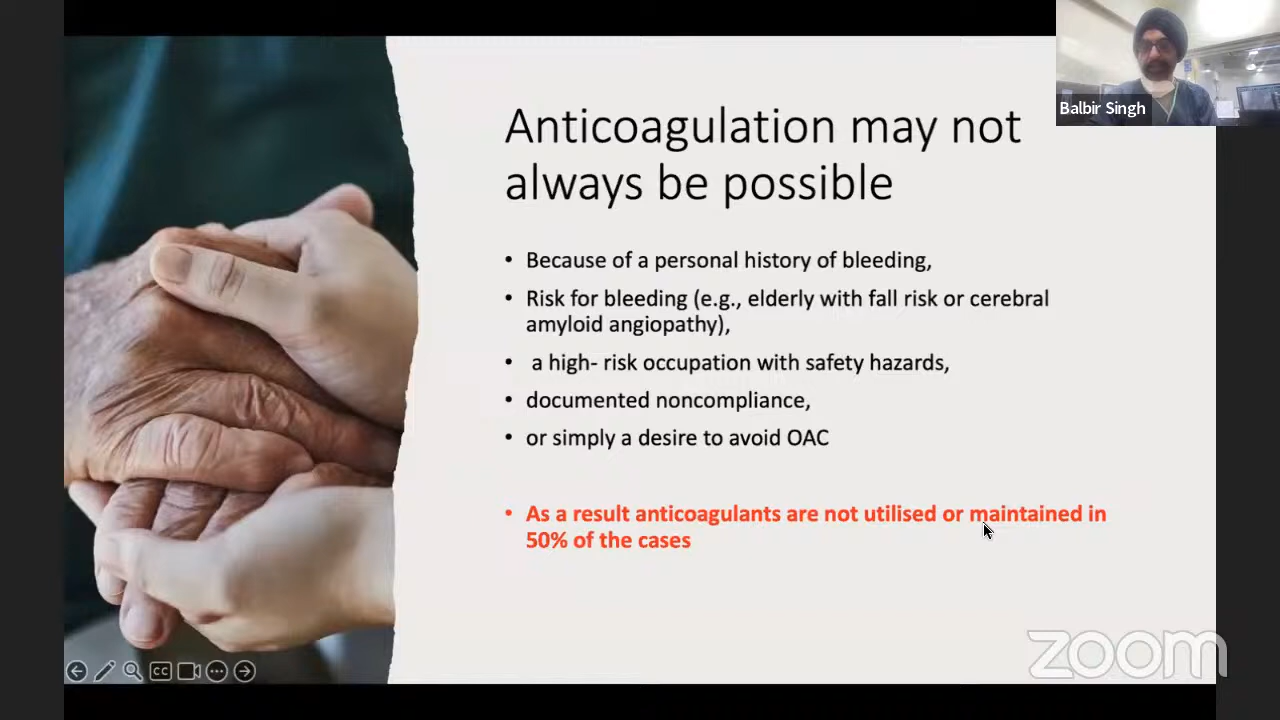 Balbir Singh
Anticoagulation may not
always be possible
• Because of a personal history of bleeding,
• Risk for bleeding (e.g., elderly with fall risk or cerebral
amyloid angiopathy),
• a high- risk occupation with safety hazards,
• documented noncompliance,
• or simply a desire to avoid OAC
• As a result anticoagulants are not utilised or maintained in
50% of the cases
CC
zoom